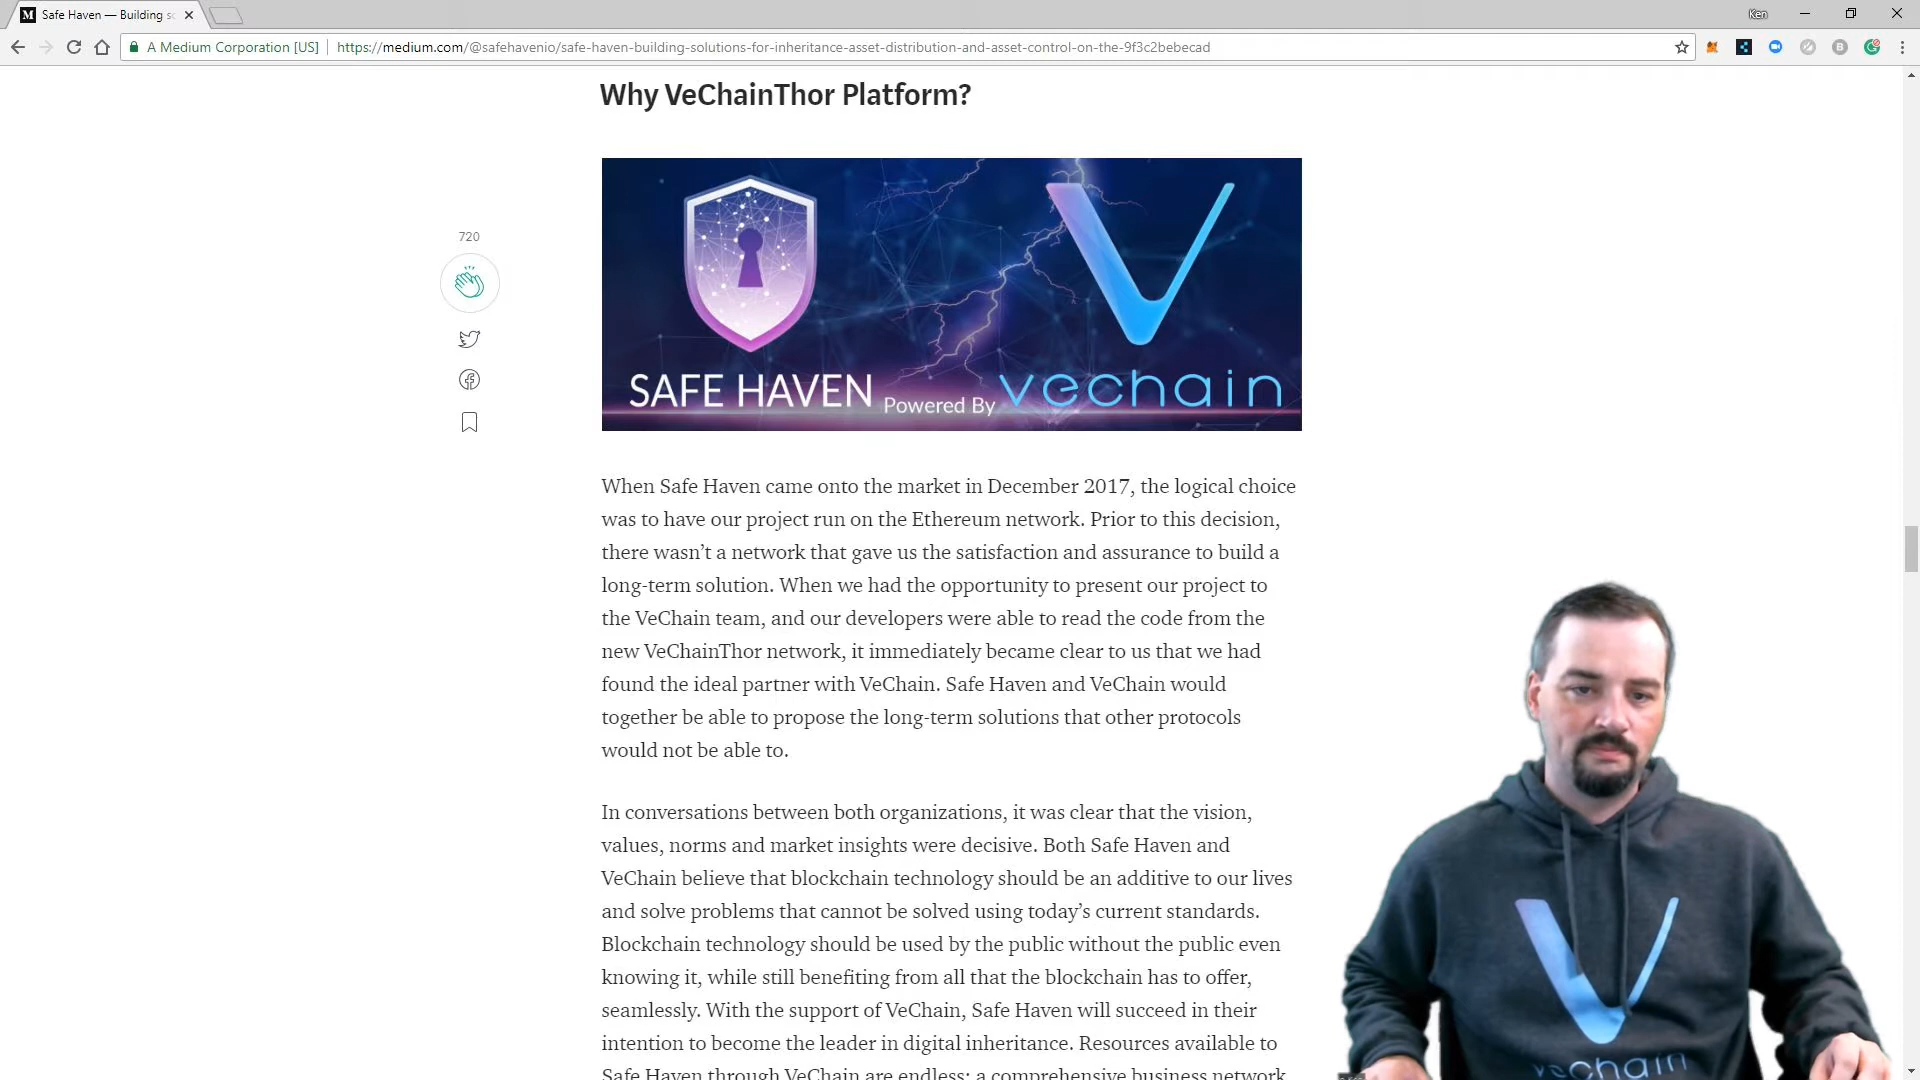 Safe Haven — Building so
Ken
A Medium Corporation [US]
https://medium.com/@safehavenio/safe-haven-building-solutions-for-inheritance-asset-distribution-and-asset-control-on-the-9f3c2bebecad
Why VeChainThor Platform?
720
SAFE HAVEN Powered By vechain
When Safe Haven came onto the market in December 2017, the logical choice
was to have our project run on the Ethereum network. Prior to this decision,
there wasn’t a network that gave us the satisfaction and assurance to build a
long-term solution. When we had the opportunity to present our project to
the VeChain team, and our developers were able to read the code from the
new VeChainThor network, it immediately became clear to us that we had
found the ideal partner with VeChain. Safe Haven and VeChain would
together be able to propose the long-term solutions that other protocols
would not be able to.
In conversations between both organizations, it was clear that the vision,
values, norms and market insights were decisive. Both Safe Haven and
VeChain believe that blockchain technology should be an additive to our lives
and solve problems that cannot be solved using today’s current standards.
Blockchain technology should be used by the public without the public even
knowing it, while still benefiting from all that the blockchain has to offer,
seamlessly. With the support of VeChain, Safe Haven will succeed in their
intention to become the leader in digital inheritance. Resources available to
Safe Haven through VeChain are endless: a comprehensive business network
vechain